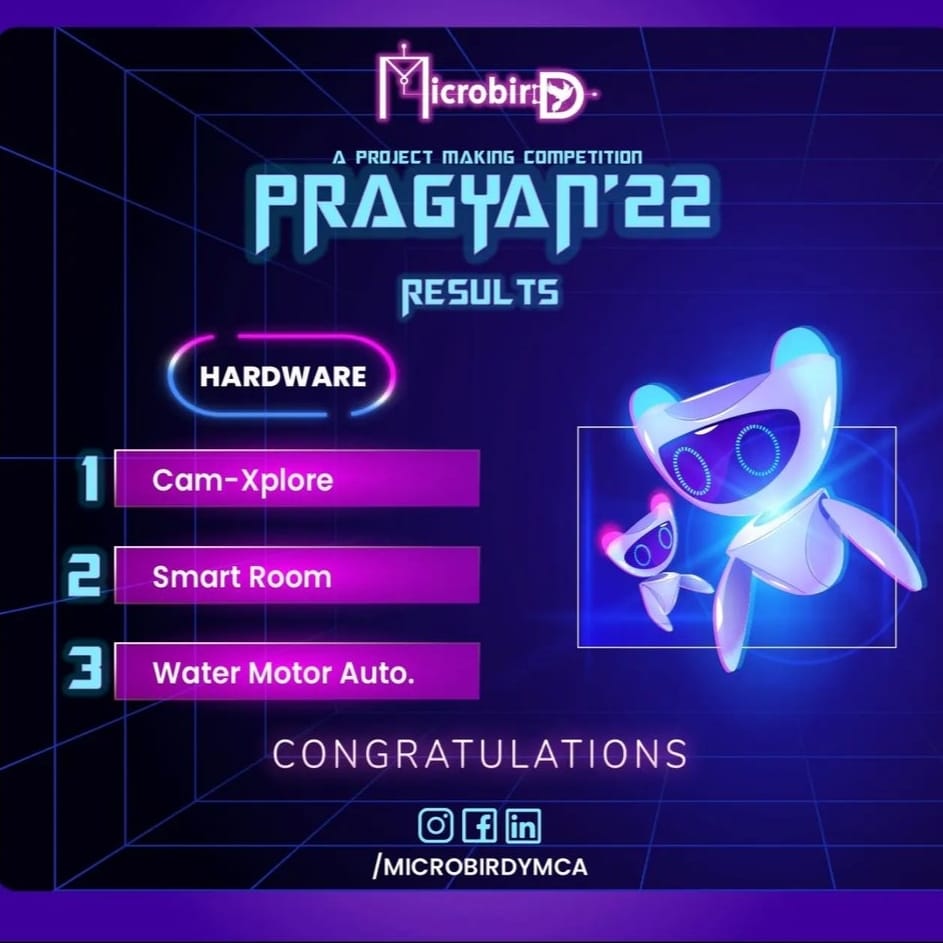 MicrobirD
A PROJECT MAKING COMPETITION
PRAGYAN'22
RESULTS
HARDWARE
1 Cam-Xplore
2 Smart Room
3 Water Motor Auto.
CONGRATULATIONS
/MICROBIRDYMCA